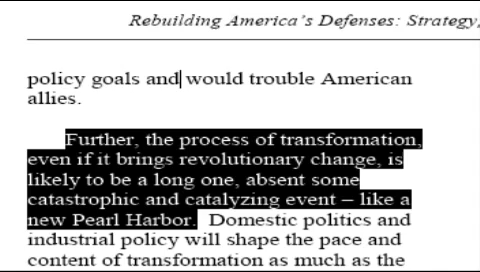 Rebuilding America's Defenses: Strategy,
policy goals and would trouble American
allies.
Further, the process of transformation,
even if it brings revolutionary change, is
likely to be a long one, absent some
catastrophic and catalyzing event – like a
new Pearl Harbor. Domestic politics and
industrial policy will shape the pace and
content of transformation as much as the